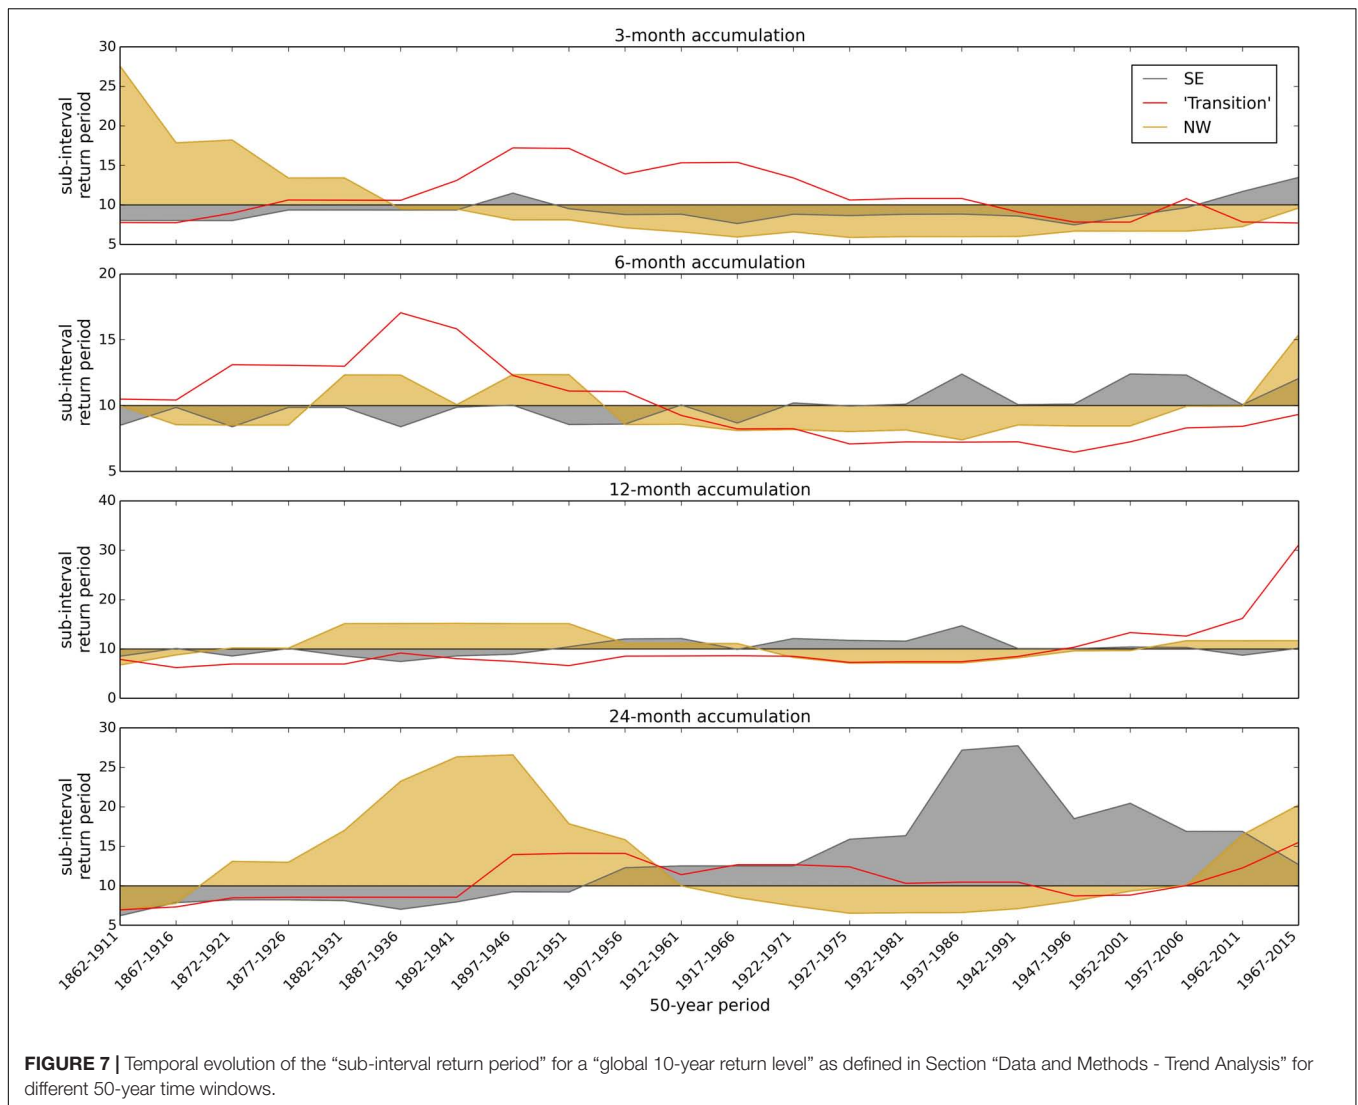 3-month accumulation
30
25
20
15
10
5
sub-interval
return period
SE
'Transition'
NW
6-month accumulation
20
15
10
5
sub-interval
return period
12-month accumulation
40
30
20
10
0
sub-interval
return period
24-month accumulation
30
25
20
15
10
5
sub-interval
return period
1862-1911
1867-1916
1872-1921
1877-1926
1882-1931
1887-1936
1892-1941
1897-1946
1902-1951
1907-1956
1912-1961
1917-1966
1922-1971
1927-1975
1932-1981
1937-1986
1942-1991
1947-1996
1952-2001
1957-2006
1962-2011
1967-2015
50-year period
FIGURE 7 | Temporal evolution of the “sub-interval return period” for a “global 10-year return level” as defined in Section “Data and Methods - Trend Analysis” for
different 50-year time windows.